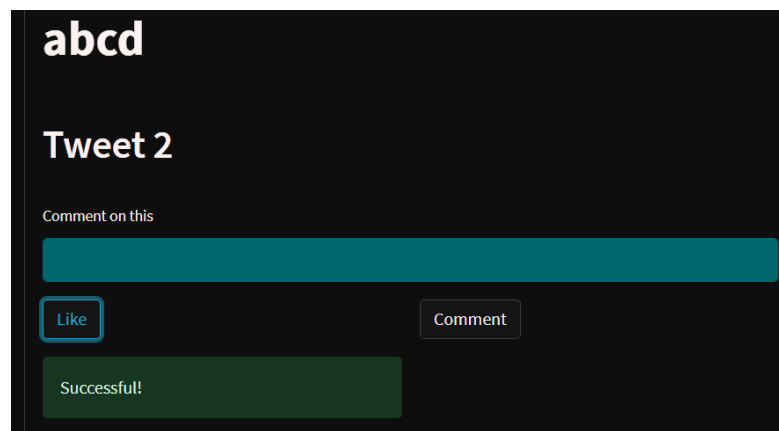 abcd
Tweet 2
Comment on this
Like
Comment
Successful!